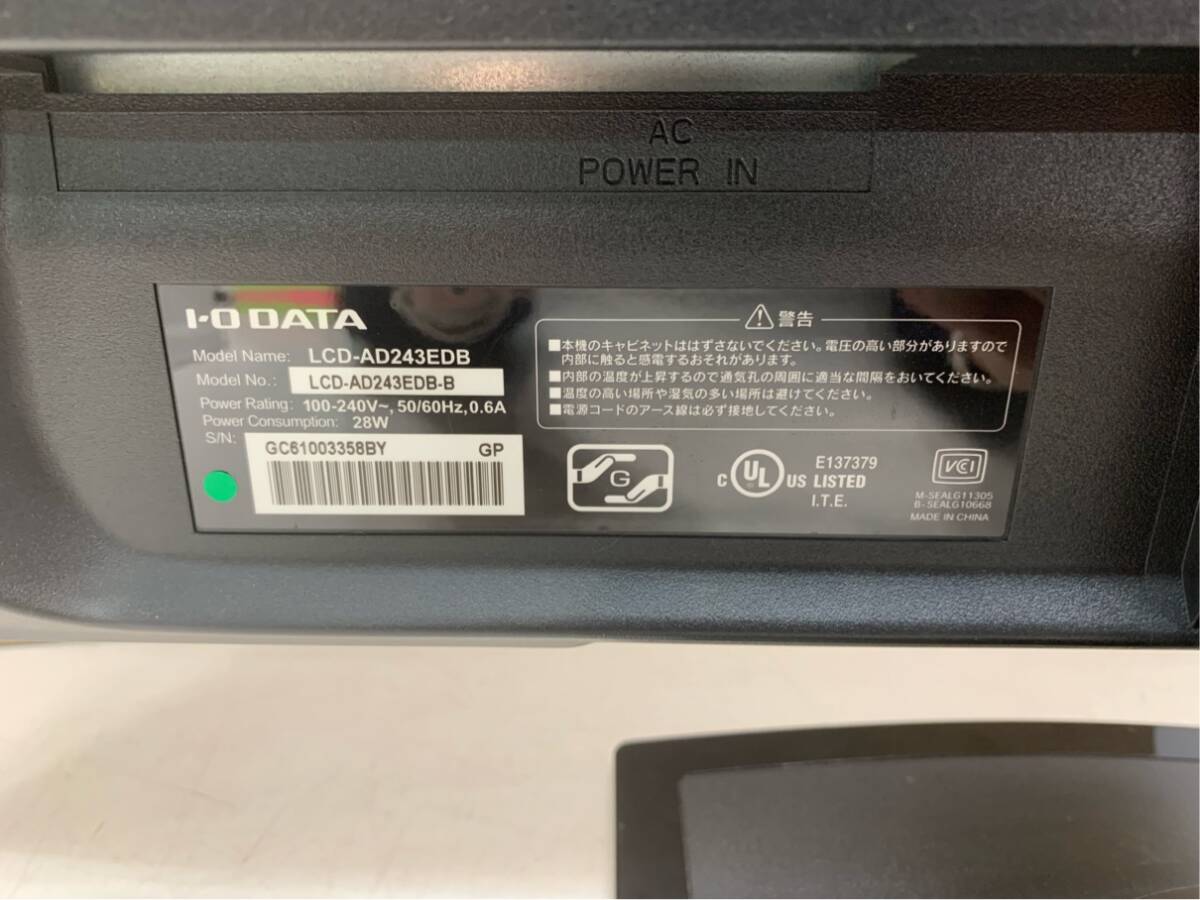 AC
POWER IN
I-O DATA
Model Name: LCD-AD243EDB
Model No.: LCD-AD243EDB-B
Power Rating: 100-240V~, 50/60Hz, 0.6A
Power Consumption: 28W
S/N:
GC61003358BY GP
警告
■本機のキャビネットははずさないでください。電圧の高い部分がありますので
内部に触ると感電するおそれがあります。
■内部の温度が上昇するので通気孔の周囲に適当な間隔をおいてください。
■温度の高い場所や湿気の多い場所は避けてください。
■電源コードのアース線は必ず接地してください。
G
C UL US LISTED
E137379
I.T.E.
VCI
M-SEALG11305
B-SEALG10668
MADE IN CHINA